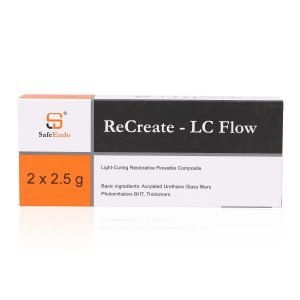 ®
SafeEndo
ReCreate - LC Flow
2 x 2.5 g
Light-Curing Restorative Flowable Composite
Basic ingredients: Acrylated Urethane Glass fillers
Photoinitiators BHT, Thickeners